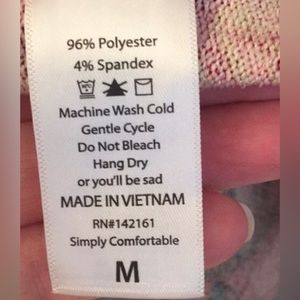 96% Polyester
4% Spandex
Machine Wash Cold
Gentle Cycle
Do Not Bleach
Hang Dry
or you'll be sad
MADE IN VIETNAM
RN#142161
Simply Comfortable
M